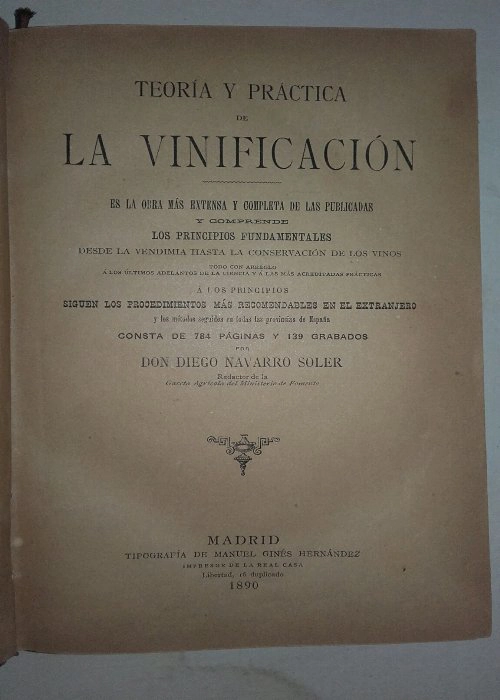 TEORÍA Y PRÁCTICA
DE
LA VINIFICACIÓN
ES LA OBRA MÁS EXTENSA Y COMPLETA DE LAS PUBLICADAS
Y COMPRENDE
LOS PRINCIPIOS FUNDAMENTALES
DESDE LA VENDIMIA HASTA LA CONSERVACIÓN DE LOS VINOS
TODO CON ARREGLO
Á LOS ÚLTIMOS ADELANTOS DE LA CIENCIA Y Á LAS MÁS ACREDITADAS PRÁCTICAS
Á LOS PRINCIPIOS
SIGUEN LOS PROCEDIMIENTOS MÁS RECOMENDABLES EN EL EXTRANJERO
y los métodos seguidos en todas las provincias de España
CONSTA DE 784 PÁGINAS Y 139 GRABADOS
POR
DON DIEGO NAVARRO SOLER
Redactor de la
Gaceta Agrícola del Ministerio de Fomento
MADRID
TIPOGRAFÍA DE MANUEL GINÉS HERNÁNDEZ
IMPRESOR DE LA REAL CASA
Libertad, 16 duplicado
1890